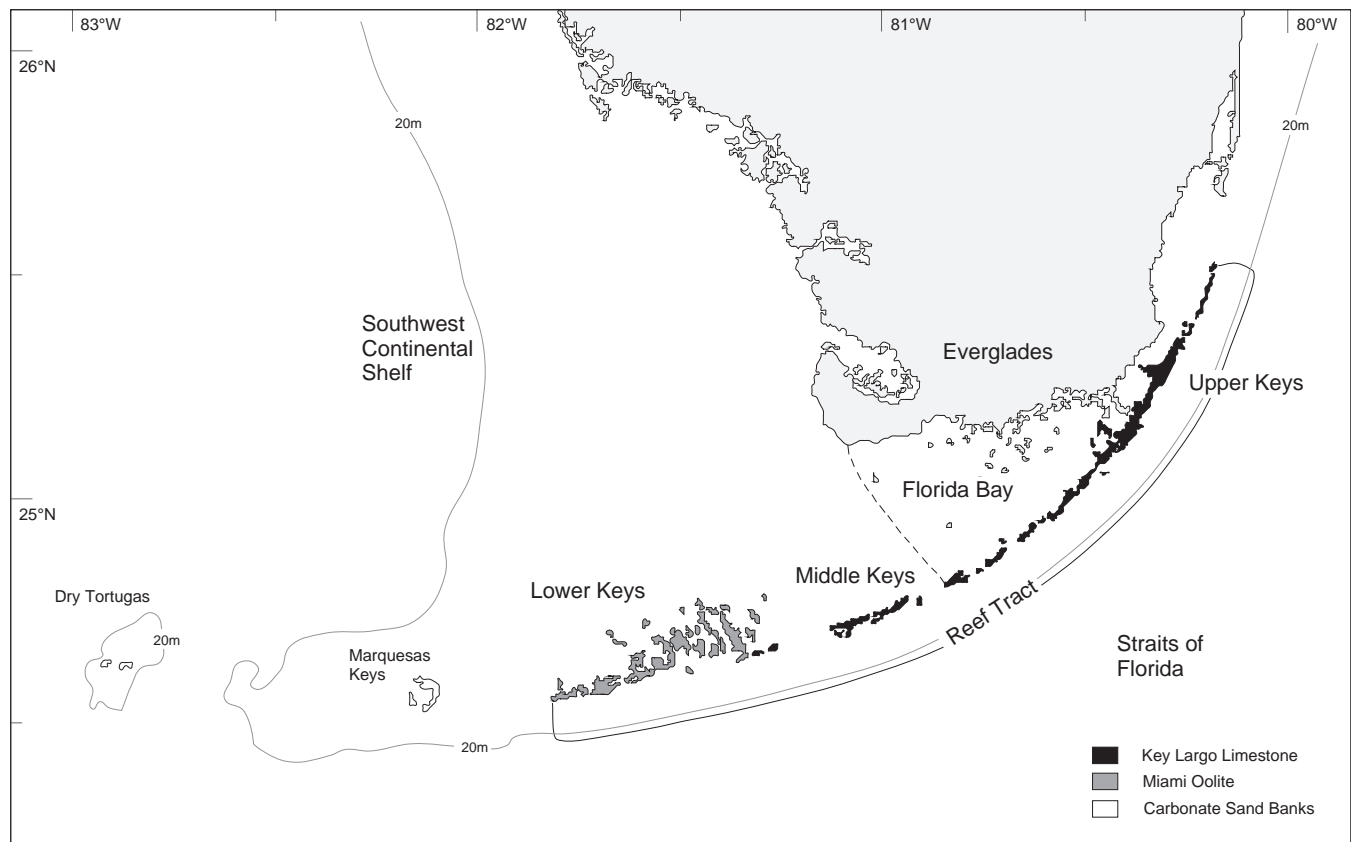 83°W
82°W
81°W
80°W
26°N
20m
20m
Southwest
Continental
Shelf
Everglades
Upper Keys
Florida Bay
25°N
Middle Keys
Lower Keys
Dry Tortugas
20m
Reef Tract
Marquesas
Keys
Straits of
Florida
20m
Key Largo Limestone
Miami Oolite
Carbonate Sand Banks